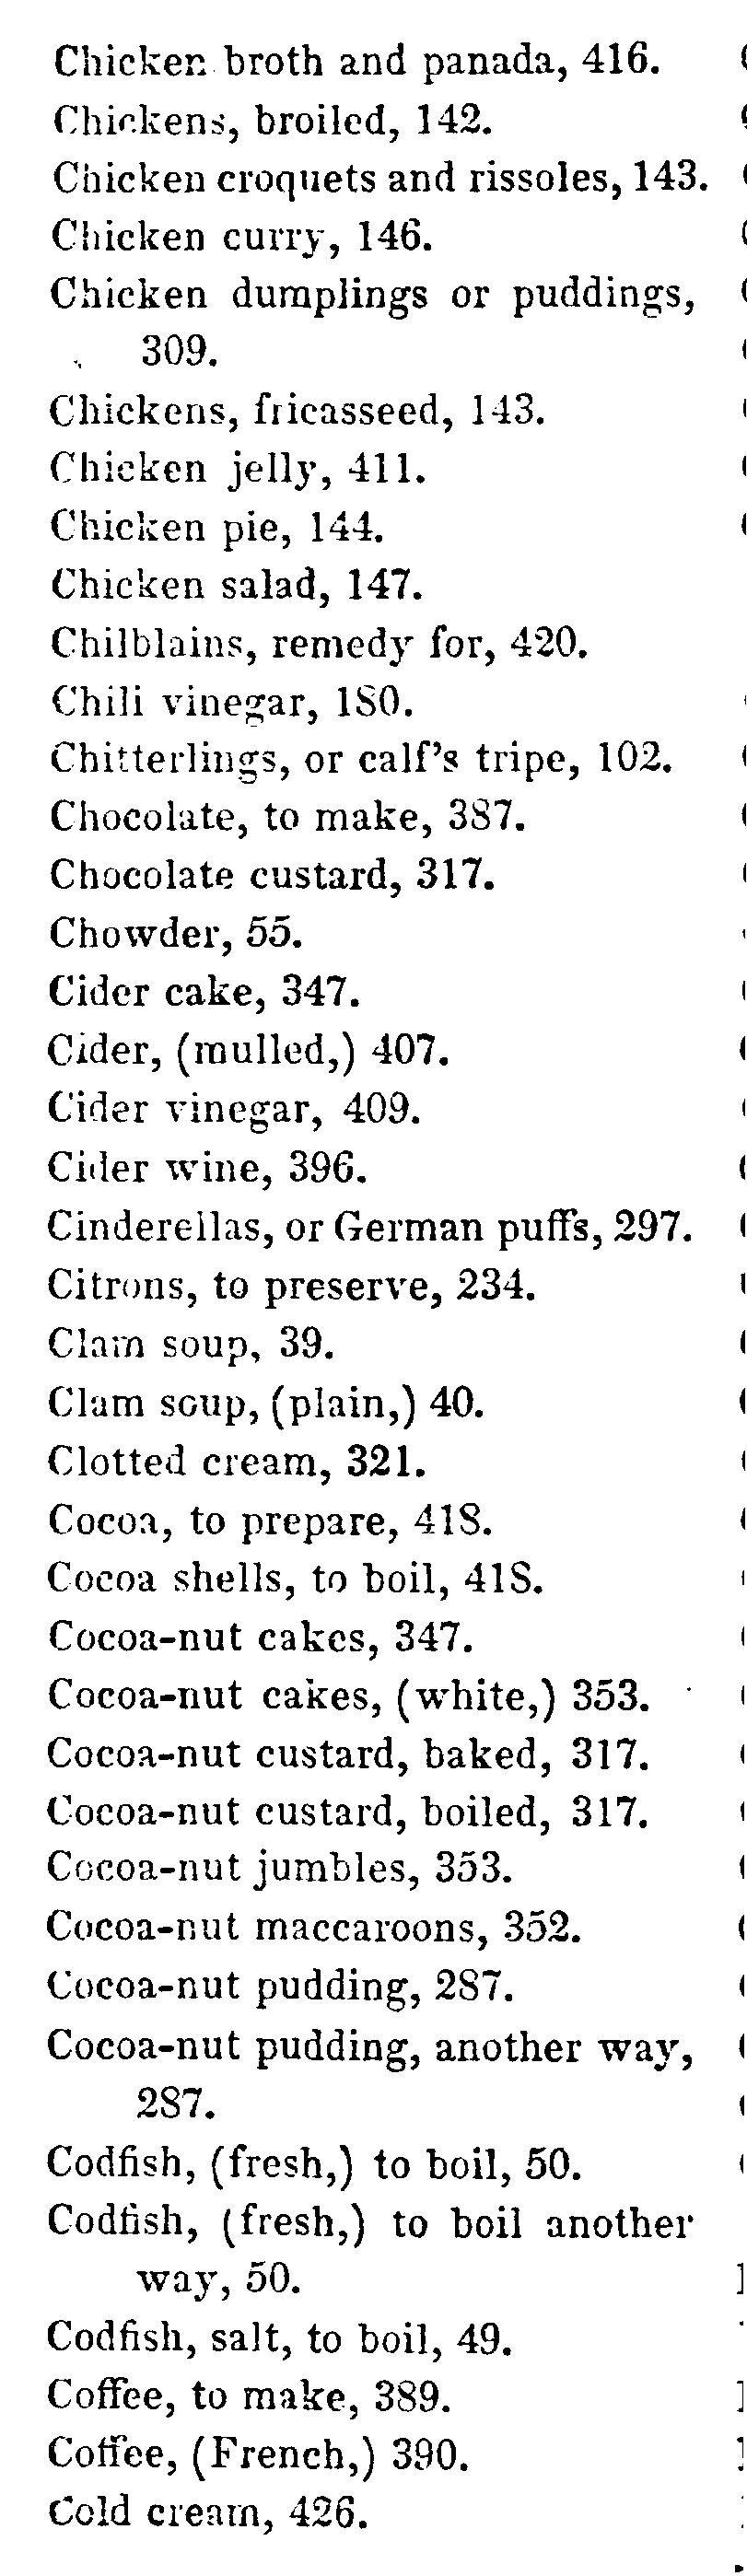 Chicken broth and panada, 416.
Chickens, broiled, 142.
Chicken croquets and rissoles, 143.
Chicken curry, 146.
Chicken dumplings or puddings,
309.
Chickens, fricasseed, 143.
Chicken jelly, 411.
Chicken pie, 144.
Chicken salad, 147.
Chilblains, remedy for, 420.
Chili vinegar, 180.
Chitterlings, or calf's tripe, 102.
Chocolate, to make, 387.
Chocolate custard, 317.
Chowder, 55.
Cider cake, 347.
Cider, (mulled,) 407.
Cider vinegar, 409.
Cider wine, 396.
Cinderellas, or German puffs, 297.
Citrons, to preserve, 234.
Clam soup, 39.
Clam soup, (plain,) 40.
Clotted cream, 321.
Cocoa, to prepare, 418.
Cocoa shells, to boil, 418.
Cocoa-nut cakes, 347.
Cocoa-nut cakes, (white,) 353.
Cocoa-nut custard, baked, 317.
Cocoa-nut custard, boiled, 317.
Cocoa-nut jumbles, 353.
Cocoa-nut maccaroons, 352.
Cocoa-nut pudding, 287.
Cocoa-nut pudding, another way,
287.
Codfish, (fresh,) to boil, 50.
Codfish, (fresh,) to boil another
way, 50.
Codfish, salt, to boil, 49.
Coffee, to make, 389.
Coffee, (French,) 390.
Cold cream, 426.